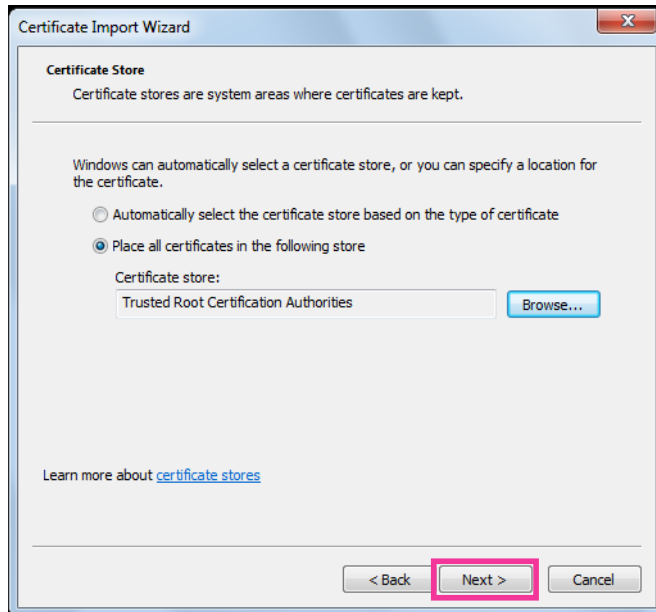 Certificate Import Wizard
Certificate Store
Certificate stores are system areas where certificates are kept.
Windows can automatically select a certificate store, or you can specify a location for
the certificate.
Automatically select the certificate store based on the type of certificate
Place all certificates in the following store
Certificate store:
Trusted Root Certification Authorities
Browse...
Learn more about certificate stores
< Back
Next >
Cancel